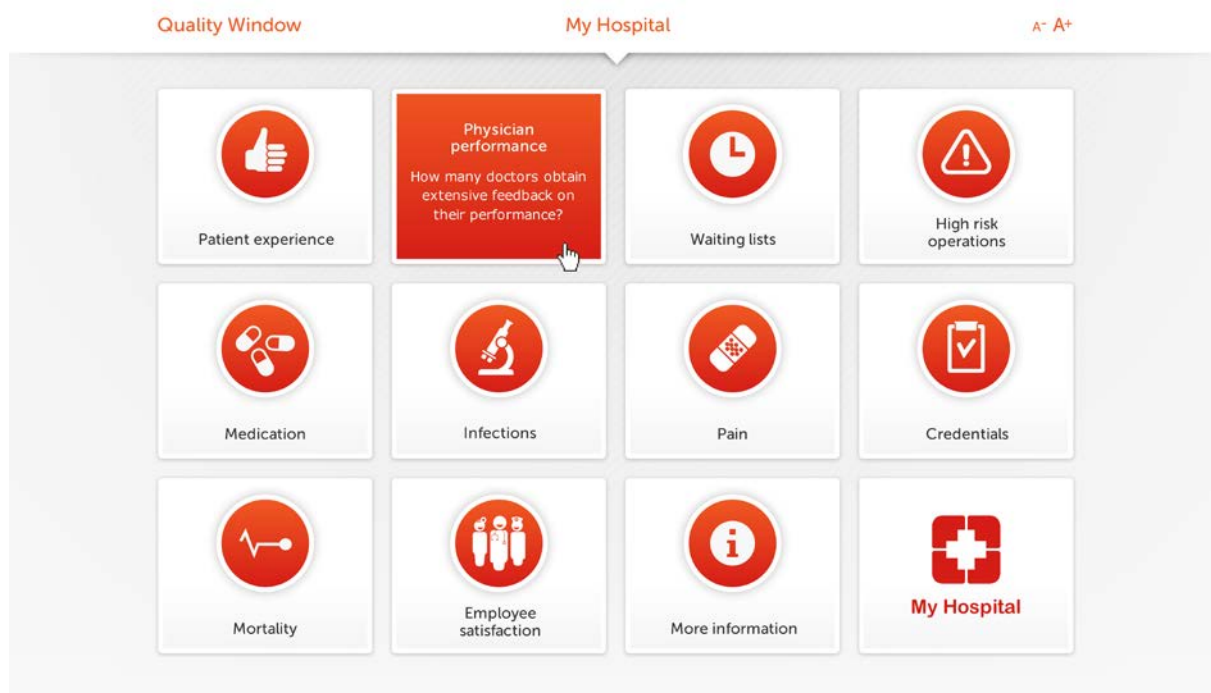 Quality Window
My Hospital
A- A+
Physician
performance
How many doctors obtain
extensive feedback on
their performance?
Patient experience
Waiting lists
High risk
operations
Medication
Infections
Pain
Credentials
Mortality
Employee
satisfaction
More information
My Hospital